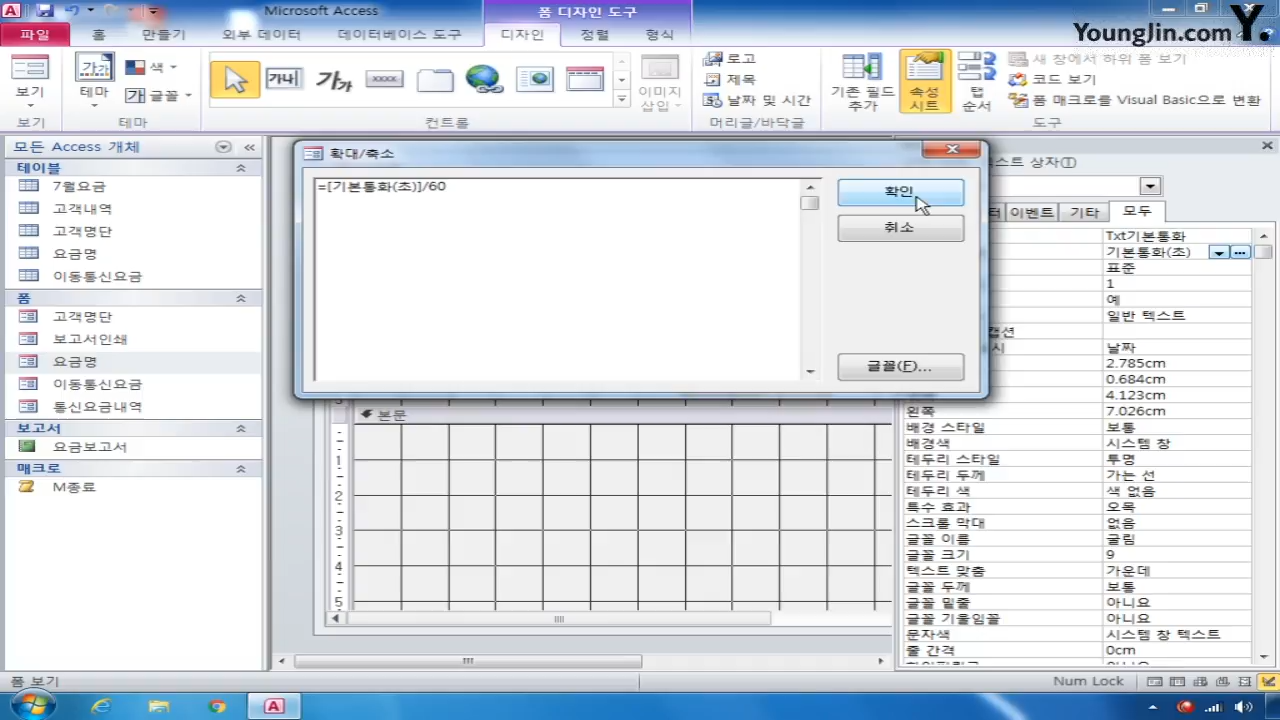 Microsoft Access
폼 디자인 도구
YoungJin.com Y.
파일
홈
만들기
외부 데이터
데이터베이스 도구
디자인
정렬
형식
보기
테마
색
가 글꼴
가나
가가
xxxx
이미지
삽입
로고
제목
날짜 및 시간
기존 필드
추가
속성
시트
탭
순서
새 창에서 하위 폼 보기
코드 보기
폼 매크로를 Visual Basic으로 변환
보기
테마
컨트롤
머리글/바닥글
도구
모든 Access 개체
테이블
7월요금
고객내역
고객명단
요금명
이동통신요금
폼
고객명단
보고서인쇄
요금명
이동통신요금
통신요금내역
보고서
요금보고서
매크로
M종료
확대/축소
=[기본통화(초)]/60
확인
취소
글꼴(F)...
본문
1
2
3
4
5
스트 상자(I)
터
이벤트
기타
모두
Txt기본통화
기본통화(초)
표준
1
예
일반 텍스트
캡션
시
날짜
2.785cm
0.684cm
4.123cm
왼쪽 7.026cm
배경 스타일 보통
배경색 시스템 창
테두리 스타일 투명
테두리 두께 가는 선
테두리 색 색 없음
특수 효과 오목
스크롤 막대 없음
글꼴 이름 굴림
글꼴 크기 9
텍스트 맞춤 가운데
글꼴 두께 보통
글꼴 밑줄 아니요
글꼴 기울임꼴 아니요
문자색 시스템 창 텍스트
줄 간격 0cm
폼 보기
Num Lock